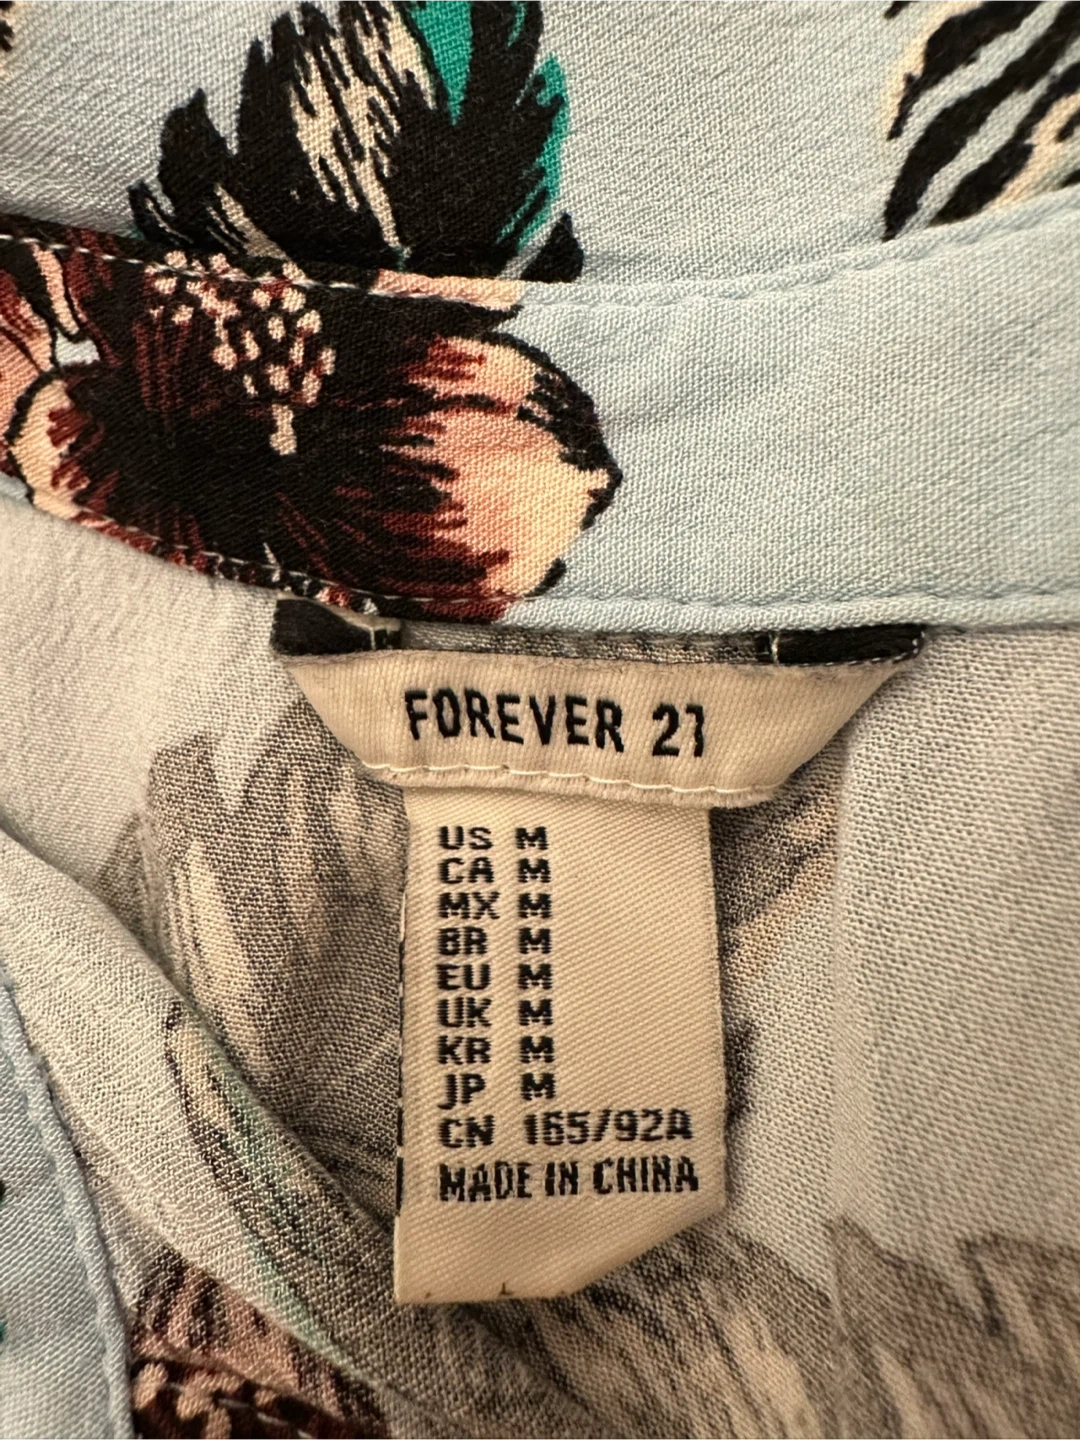 FOREVER 21
US M
CA M
MX M
BR M
EU M
UK M
KR M
JP M
CN 165/92A
MADE IN CHINA